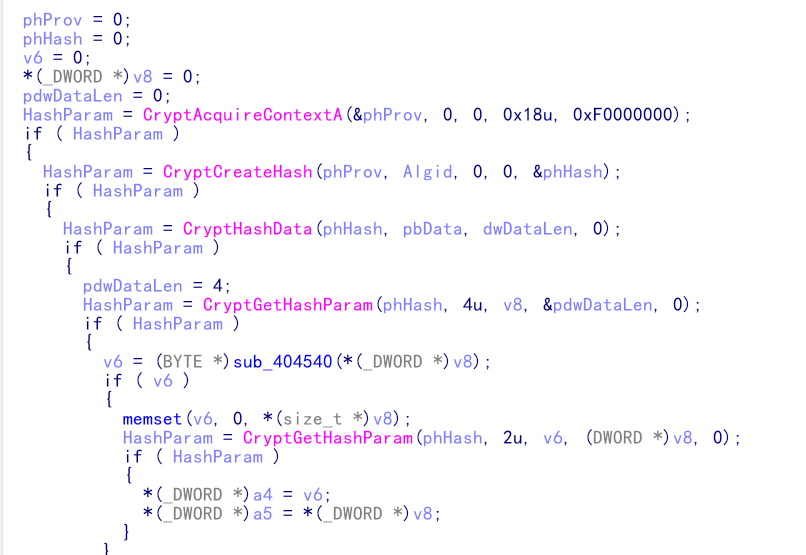 phProv = 0;
phHash = 0;
v6 = 0;
*(_DWORD *)v8 = 0;
pdwDataLen = 0;
HashParam = CryptAcquireContextA(&phProv, 0, 0, 0x18u, 0xF0000000);
if ( HashParam )
{
HashParam = CryptCreateHash(phProv, Algid, 0, 0, &phHash);
if ( HashParam )
{
HashParam = CryptHashData(phHash, pbData, dwDataLen, 0);
if ( HashParam )
{
pdwDataLen = 4;
HashParam = CryptGetHashParam(phHash, 4u, v8, &pdwDataLen, 0);
if ( HashParam )
{
v6 = (BYTE *)sub_404540(*(_DWORD *)v8);
if ( v6 )
{
memset(v6, 0, *(size_t *)v8);
HashParam = CryptGetHashParam(phHash, 2u, v6, (DWORD *)v8, 0);
if ( HashParam )
{
*(_DWORD *)a4 = v6;
*(_DWORD *)a5 = *(_DWORD *)v8;
}
}